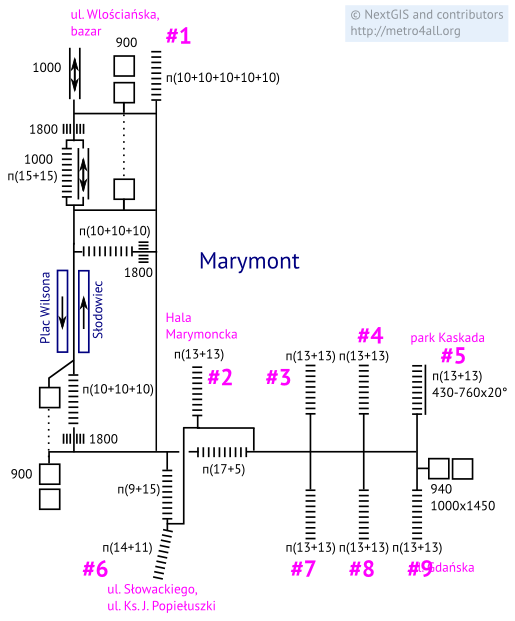 ul. Wlościańska,
bazar
#1
© NextGIS and contributors
http://metro4all.org
900
1000
п(10+10+10+10+10)
1800
1000
п(15+15)
п(10+10+10)
1800
Marymont
Plac Wilsona
Słodowiec
Hala
Marymoncka
п(13+13)
#2
#3
#4
п(13+13)
п(13+13)
park Kaskada
#5
п(13+13)
430-760x20°
п(10+10+10)
1800
900
п(17+5)
п(9+15)
940
1000x1450
п(14+11)
п(13+13)
п(13+13)
п(13+13)
#6
#7
#8
#9
Gdańska
ul. Słowackiego,
ul. Ks. J. Popiełuszki